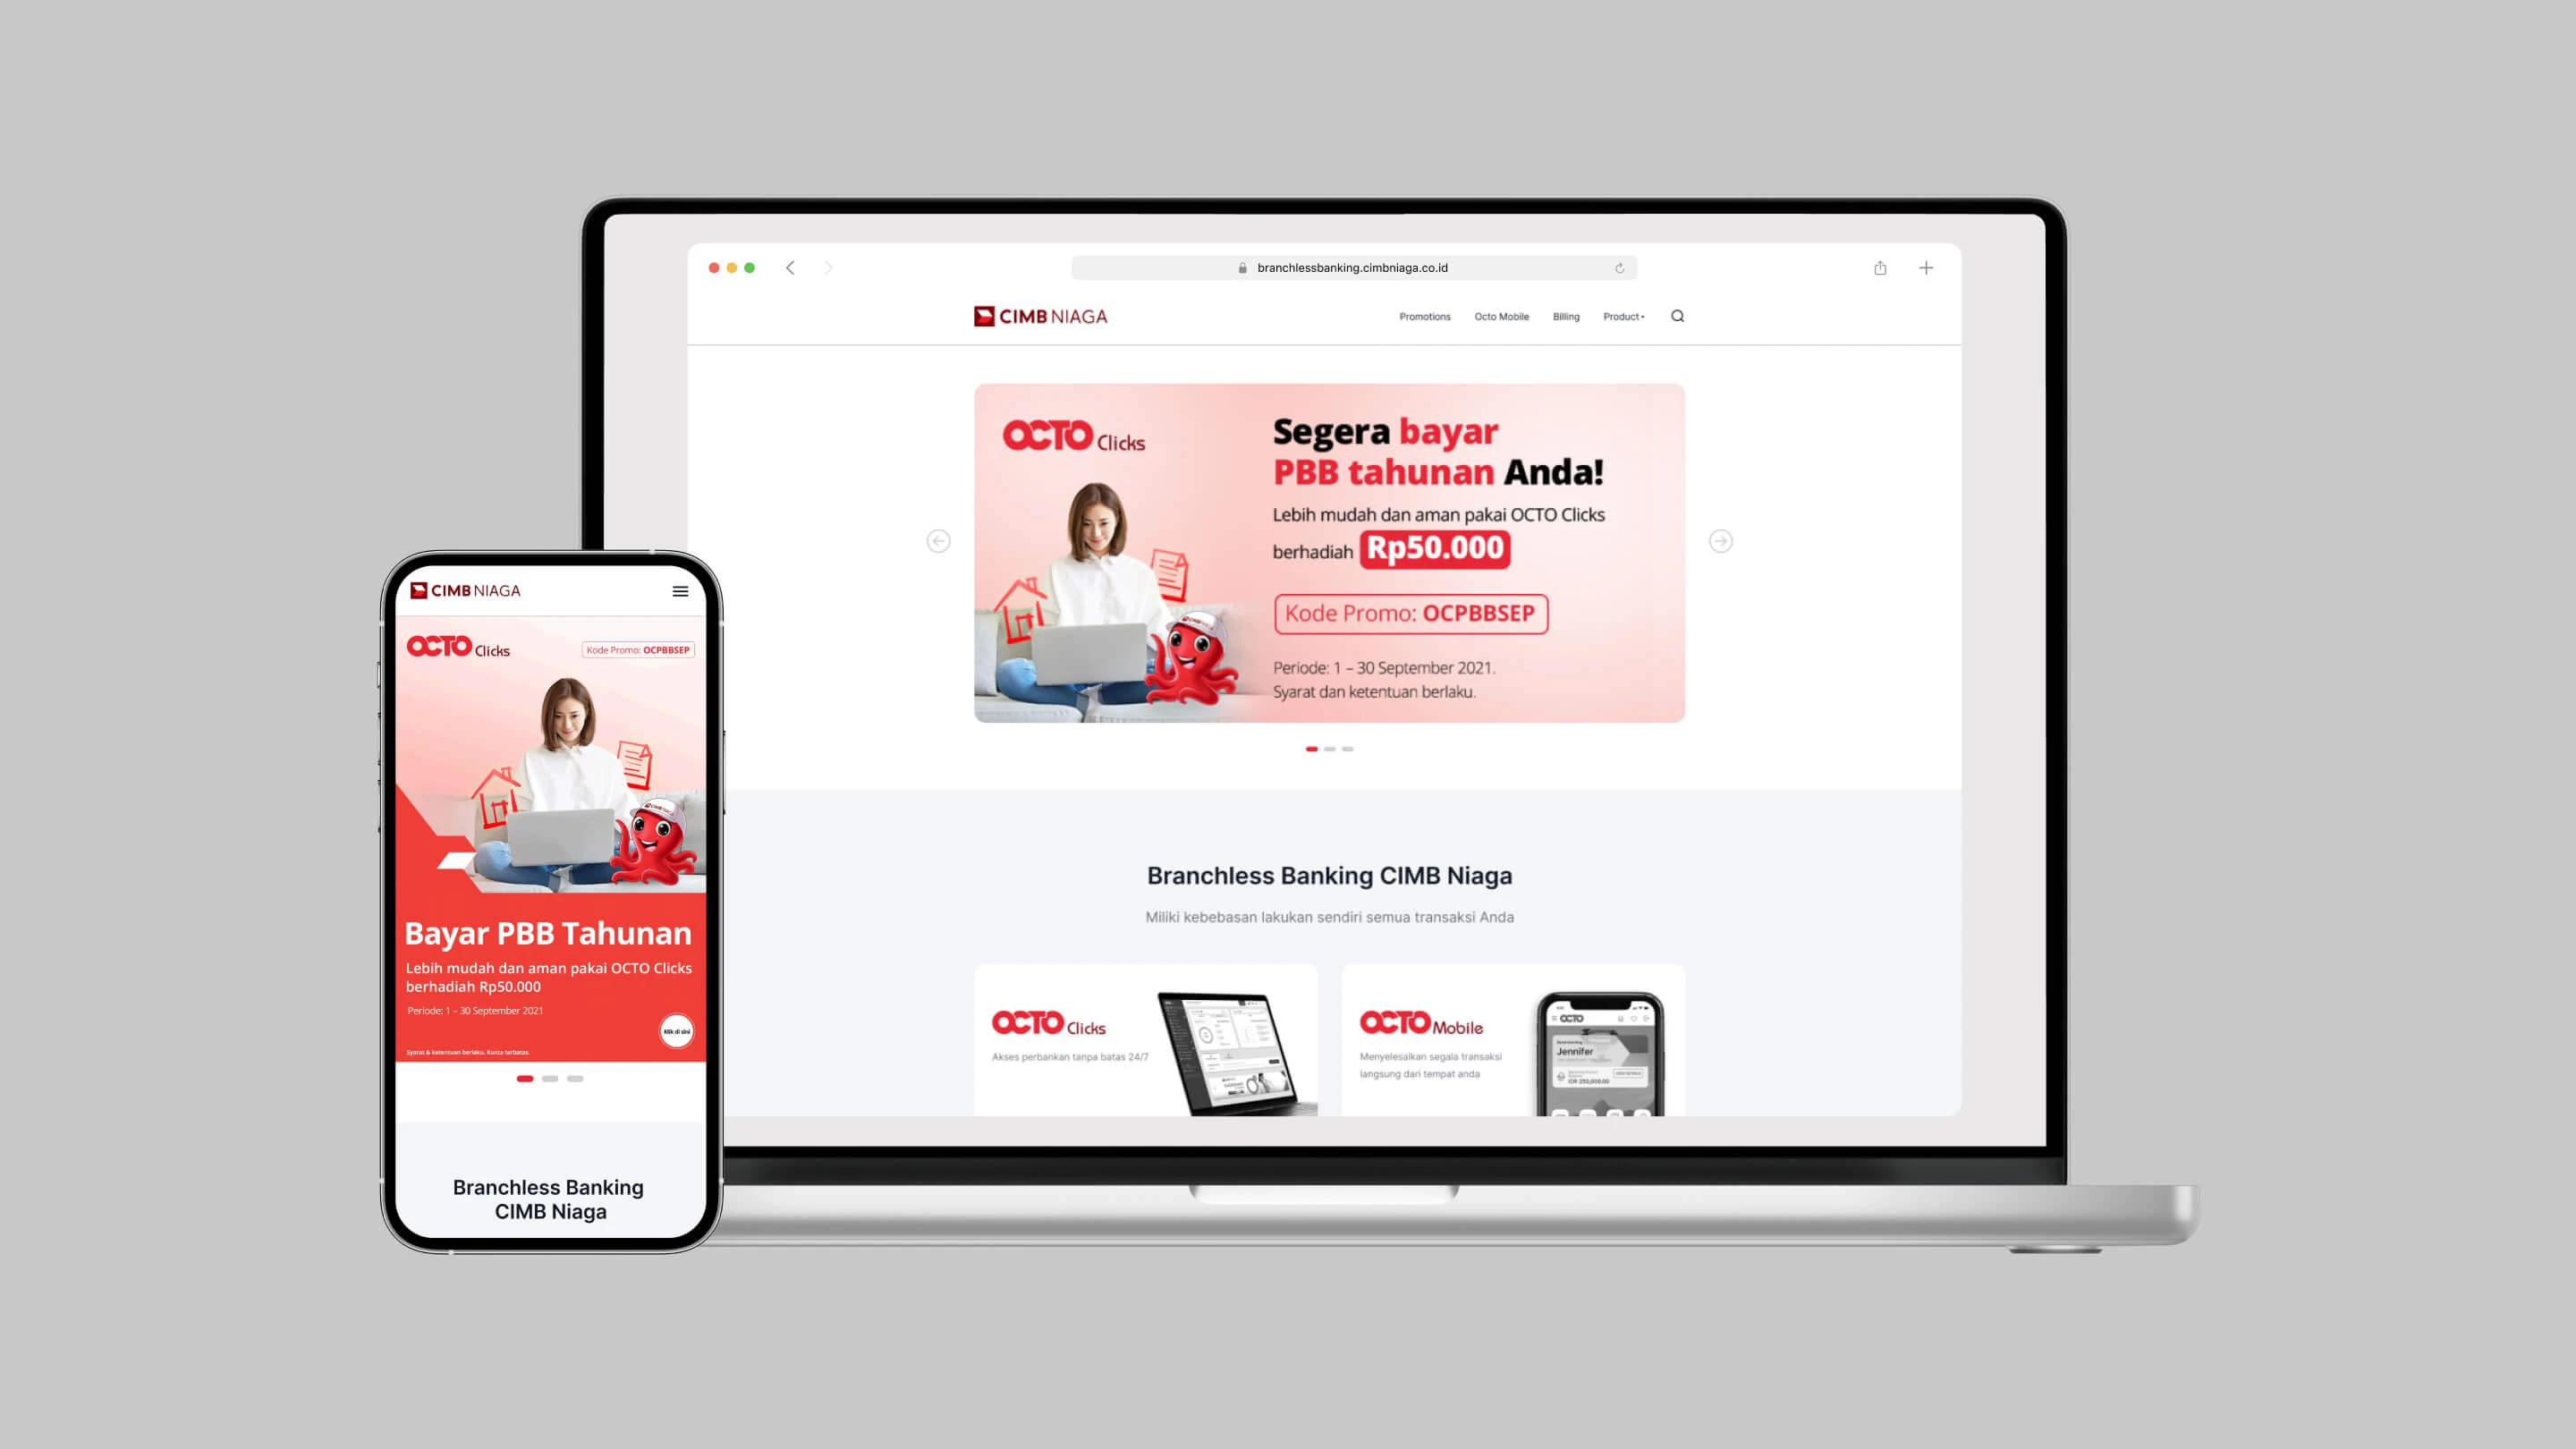 branchlessbanking.cimbniaga.co.id
CIMB NIAGA
Promotions Octo Mobile Billing Product
OCTO Clicks
Segera bayar
PBB tahunan Anda!
Lebih mudah dan aman pakai OCTO Clicks
berhadiah Rp50.000
Kode Promo: OCPBBSEP
Periode: 1 – 30 September 2021.
Syarat dan ketentuan berlaku.
Branchless Banking CIMB Niaga
Miliki kebebasan lakukan sendiri semua transaksi Anda
OCTO Clicks
Akses perbankan tanpa batas 24/7
OCTO Mobile
Menyelesaikan segala transaksi
langsung dari tempat anda
OCTO
Jennifer
IDR 250,000.00
CIMB NIAGA
OCTO Clicks
Kode Promo: OCPBBSEP
Bayar PBB Tahunan
Lebih mudah dan aman pakai OCTO Clicks
berhadiah Rp50.000
Periode: 1 – 30 September 2021
Klik di sini
Syarat & ketentuan berlaku. Kuota terbatas.
Branchless Banking
CIMB Niaga